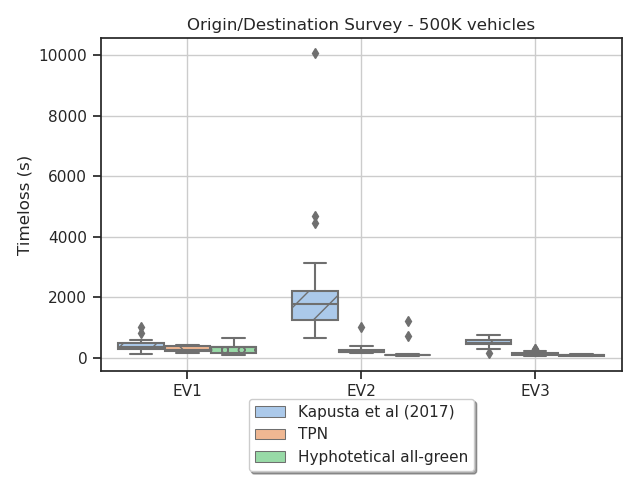 Origin/Destination Survey - 500K vehicles
Timeloss (s)
10000
8000
6000
4000
2000
0
EV1 EV2 EV3
Kapusta et al (2017)
TPN
Hyphotetical all-green